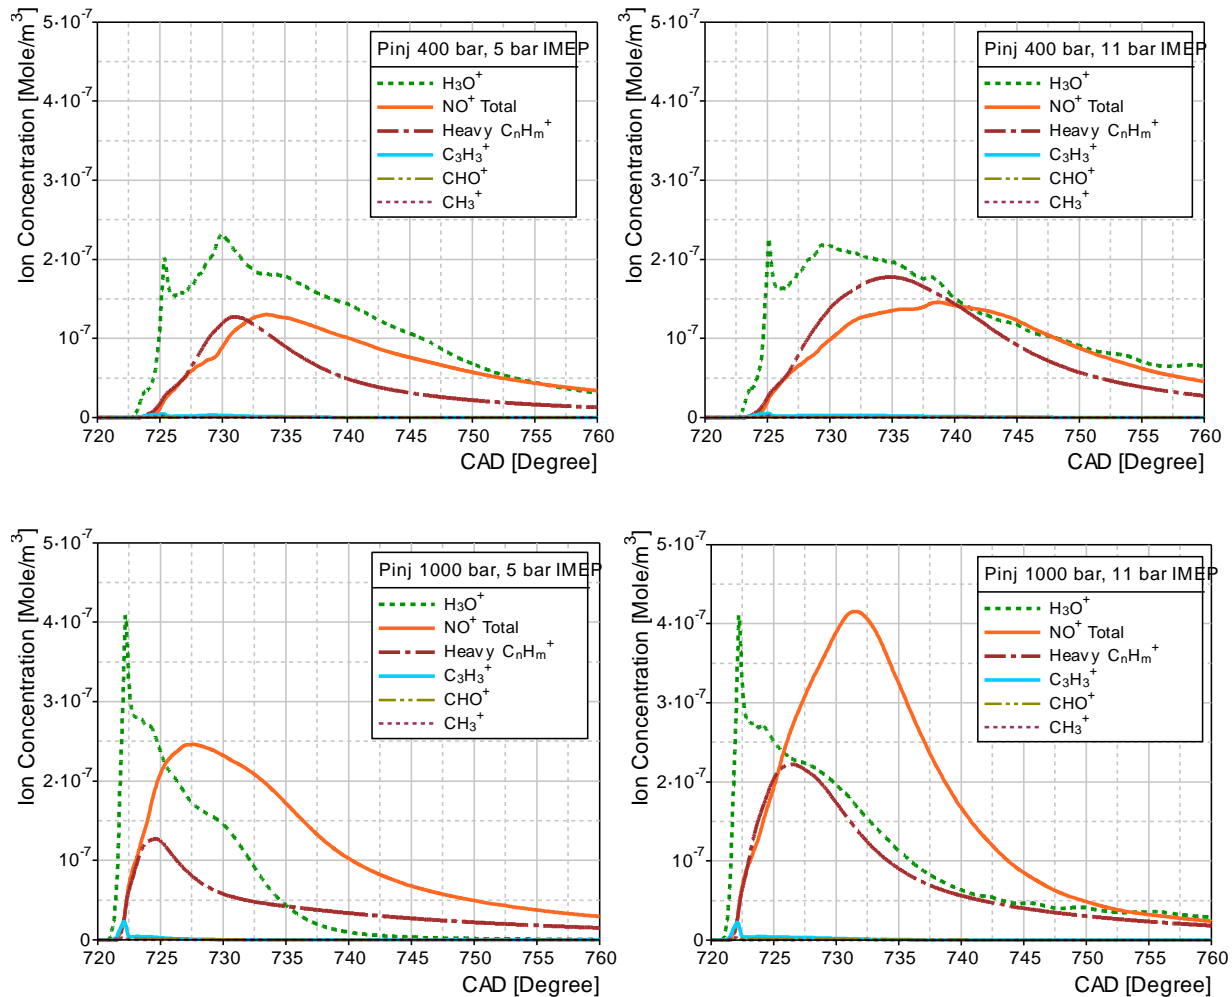 Ion Concentration [Mole/m³]
5·10⁻⁷
4·10⁻⁷
3·10⁻⁷
2·10⁻⁷
10⁻⁷
0
Pinj 400 bar, 5 bar IMEP
H₃O⁺
NO⁺ Total
Heavy CₙHₘ⁺
C₃H₃⁺
CHO⁺
CH₃⁺
720 725 730 735 740 745 750 755 760
CAD [Degree]
Ion Concentration [Mole/m³]
5·10⁻⁷
4·10⁻⁷
3·10⁻⁷
2·10⁻⁷
10⁻⁷
0
Pinj 400 bar, 11 bar IMEP
H₃O⁺
NO⁺ Total
Heavy CₙHₘ⁺
C₃H₃⁺
CHO⁺
CH₃⁺
720 725 730 735 740 745 750 755 760
CAD [Degree]
Ion Concentration [Mole/m³]
5·10⁻⁷
4·10⁻⁷
3·10⁻⁷
2·10⁻⁷
10⁻⁷
0
Pinj 1000 bar, 5 bar IMEP
H₃O⁺
NO⁺ Total
Heavy CₙHₘ⁺
C₃H₃⁺
CHO⁺
CH₃⁺
720 725 730 735 740 745 750 755 760
CAD [Degree]
Ion Concentration [Mole/m³]
5·10⁻⁷
4·10⁻⁷
3·10⁻⁷
2·10⁻⁷
10⁻⁷
0
Pinj 1000 bar, 11 bar IMEP
H₃O⁺
NO⁺ Total
Heavy CₙHₘ⁺
C₃H₃⁺
CHO⁺
CH₃⁺
720 725 730 735 740 745 750 755 760
CAD [Degree]